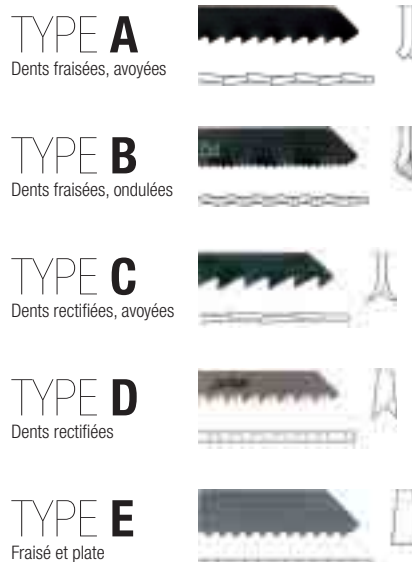 TYPE A
Dents fraisées, avoyées
TYPE B
Dents fraisées, ondulées
TYPE C
Dents rectifiées, avoyées
TYPE D
Dents rectifiées
TYPE E
Fraisé et plate